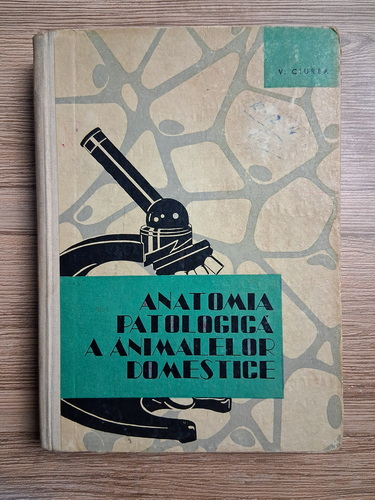 V. CIUREA
ANATOMIA
PATOLOGICĂ
A ANIMALELOR
DOMESTICE